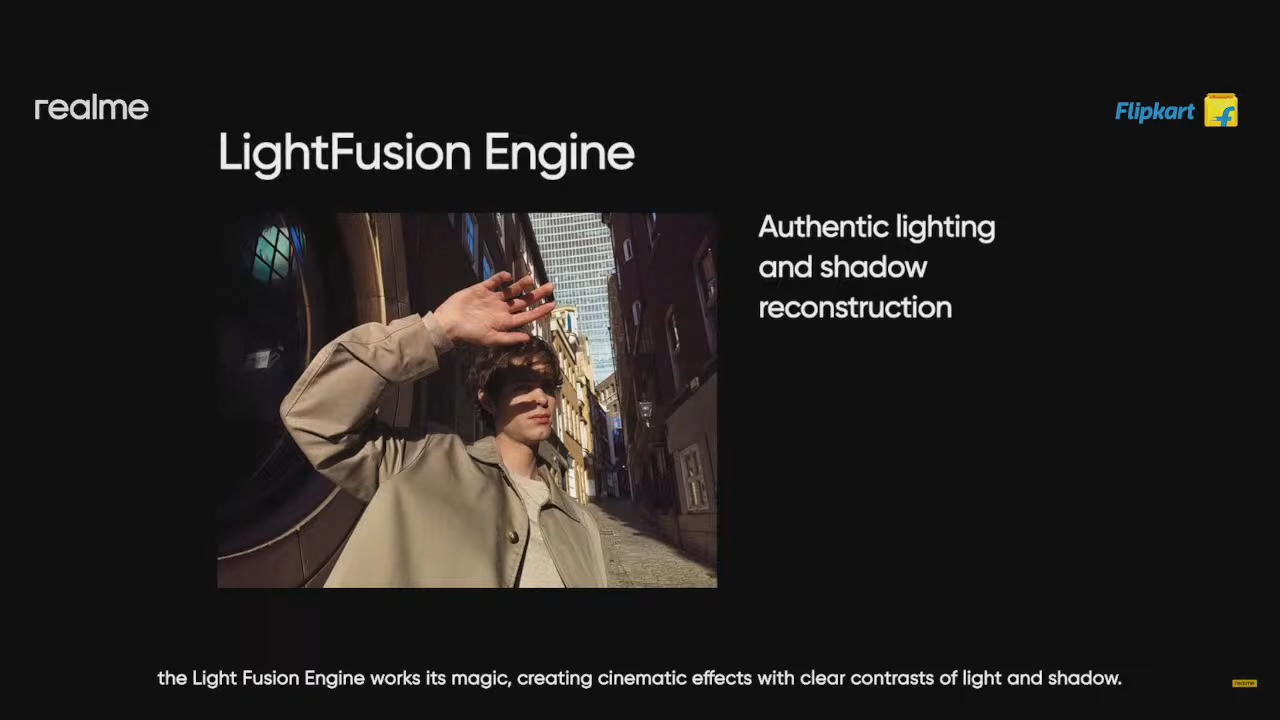 realme
Flipkart
LightFusion Engine
Authentic lighting
and shadow
reconstruction
the Light Fusion Engine works its magic, creating cinematic effects with clear contrasts of light and shadow.
realme